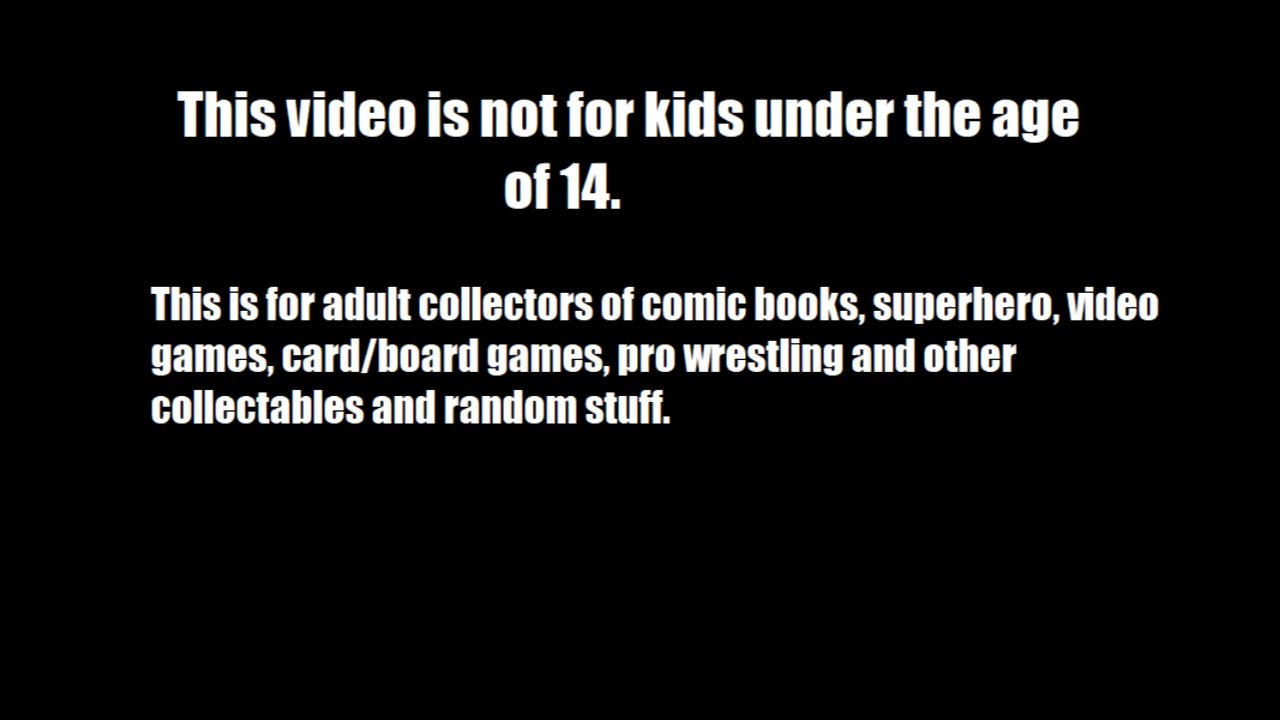 This video is not for kids under the age
of 14.
This is for adult collectors of comic books, superhero, video
games, card/board games, pro wrestling and other
collectables and random stuff.